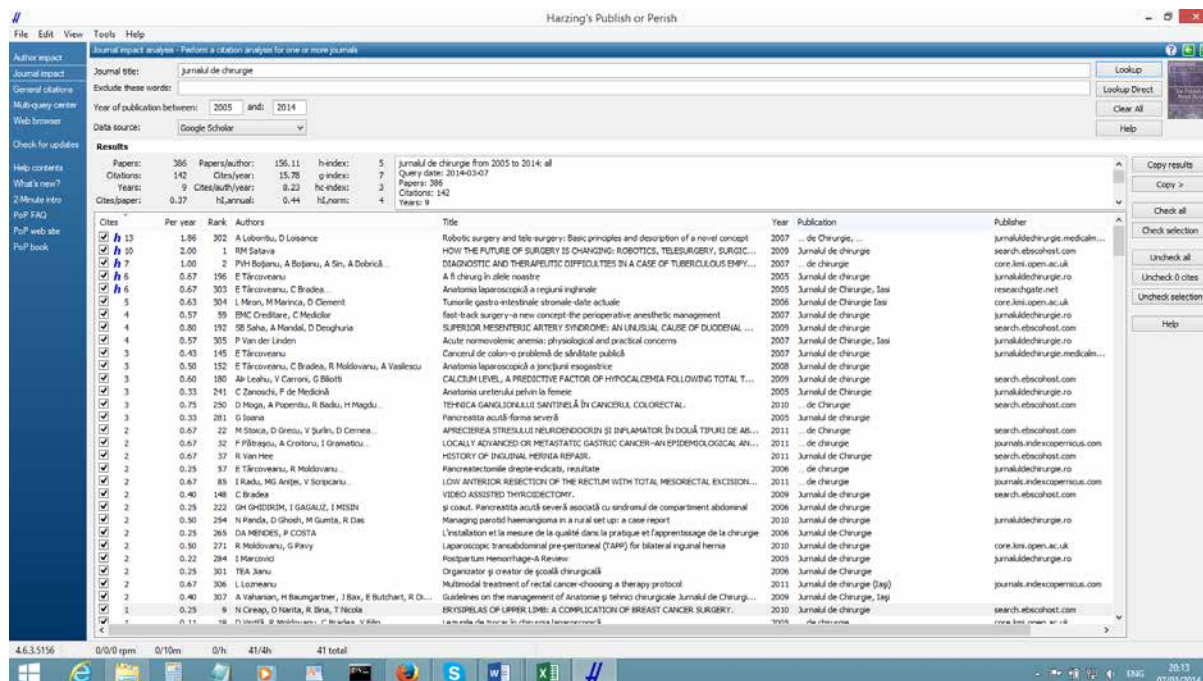 Harzing's Publish or Perish
File Edit View Tools Help
Author impact
Journal impact
General citations
Multi-query center
Web browser
Check for updates
Help contents
What's new?
2-Minute intro
PoP FAQ
PoP web site
PoP book
Journal impact analysis - Perform a citation analysis for one or more journals
Journal title: jurnalul de chirurgie Lookup
Exclude these words: Lookup Direct
Year of publication between: 2005 and: 2014 Clear All
Data source: Google Scholar Help
Results
Papers: 386 Papers/author: 156.11 h-index: 5
Citations: 142 Cites/year: 15.78 g-index: 7
Years: 9 Cites/auth/year: 8.23 hc-index: 3
Cites/paper: 0.37 hI,annual: 0.44 hI,norm: 4
jurnalul de chirurgie from 2005 to 2014: all
Query date: 2014-03-07
Papers: 386
Citations: 142
Years: 9
Copy results
Copy >
Check all
Check selection
Uncheck all
Uncheck 0 cites
Uncheck selection
Help
Cites Per year Rank Authors Title Year Publication Publisher
h 13 1.86 302 A Lobontiu, D Loisance Robotic surgery and tele-surgery: Basic principles and description of a novel concept 2007 ... de Chirurgie, ... jurnaluldechirurgie.medicalm...
h 10 2.00 1 RM Satava HOW THE FUTURE OF SURGERY IS CHANGING: ROBOTICS, TELESURGERY, SURGIC... 2009 Jurnalul de chirurgie search.ebscohost.com
h 7 1.00 2 PVH Boţianu, A Boţianu, A Sin, A Dobrică... DIAGNOSTIC AND THERAPEUTIC DIFFICULTIES IN A CASE OF TUBERCULOUS EMPY... 2007 ... de chirurgie core.kmi.open.ac.uk
h 6 0.67 196 E Târcoveanu A fi chirurg în zilele noastre 2005 Jurnalul de chirurgie jurnaluldechirurgie.ro
h 6 0.67 303 E Târcoveanu, C Bradea... Anatomia laparoscopică a regiunii inghinale 2005 Jurnalul de Chirurgie, Iasi researchgate.net
5 0.63 304 L Miron, M Marinca, D Clement Tumorile gastro-intestinale stromale-date actuale 2006 Jurnalul de Chirurgie Iasi core.kmi.open.ac.uk
4 0.57 59 EMC Creditare, C Medicilor fast-track surgery-a new concept-the perioperative anesthetic management 2007 Jurnalul de chirurgie jurnaluldechirurgie.ro
4 0.80 192 SB Saha, A Mandal, D Deoghuria SUPERIOR MESENTERIC ARTERY SYNDROME: AN UNUSUAL CAUSE OF DUODENAL ... 2009 Jurnalul de chirurgie search.ebscohost.com
4 0.57 305 P Van der Linden Acute normovolemic anemia: physiological and practical concerns 2007 Jurnalul de Chirurgie, Iasi jurnaluldechirurgie.ro
3 0.43 145 E Târcoveanu Cancerul de colon-o problemă de sănătate publică 2007 Jurnalul de Chirurgie jurnaluldechirurgie.medicalm...
3 0.50 152 E Târcoveanu, C Bradea, R Moldovanu, A Vasilescu Anatomia laparoscopică a joncţiunii esogastrice 2008 Jurnalul de chirurgie
3 0.60 180 Leahu, V Carroni, G Biliotti CALCIUM LEVEL, A PREDICTIVE FACTOR OF HYPOCALCEMIA FOLLOWING TOTAL T... 2009 Jurnalul de chirurgie search.ebscohost.com
3 0.33 241 C Zanoschi, F de Medicină Anatomia ureterului pelvin la femeie 2005 Jurnalul de Chirurgie jurnaluldechirurgie.ro
3 0.75 250 D Moga, A Popentiu, R Badiu, H Magdu... TEHNICA GANGLIONULUI SANTINELĂ ÎN CANCERUL COLORECTAL. 2010 ... de Chirurgie search.ebscohost.com
3 0.33 281 G Ioana Pancreatita acută-forma severă 2005 Jurnalul de chirurgie
2 0.67 22 M Stoica, D Grecu, V Şurlin, D Cernea... APRECIEREA STRESULUI NEUROENDOCRIN ŞI INFLAMATOR ÎN DOUĂ TIPURI DE AB... 2011 ... de Chirurgie search.ebscohost.com
2 0.67 32 F Pătraşcu, A Croitoru, I Gramaticu... LOCALLY ADVANCED OR METASTATIC GASTRIC CANCER-AN EPIDEMIOLOGICAL AN... 2011 ... de chirurgie journals.indexcopernicus.com
2 0.67 37 R Van Hee HISTORY OF INGUINAL HERNIA REPAIR. 2011 Jurnalul de Chirurgie search.ebscohost.com
2 0.25 57 E Târcoveanu, R Moldovanu... Pancreatectomiile drepte-indicatii, rezultate 2006 ... de chirurgie jurnaluldechirurgie.ro
2 0.67 85 I Radu, MG Aniţei, V Scripcariu... LOW ANTERIOR RESECTION OF THE RECTUM WITH TOTAL MESORECTAL EXCISION... 2011 ... de chirurgie journals.indexcopernicus.com
2 0.40 148 C Bradea VIDEO ASSISTED THYROIDECTOMY. 2009 Jurnalul de chirurgie search.ebscohost.com
2 0.25 222 GH GHIDIRIM, I GAGAUZ, I MISIN şi coaut. Pancreatita acută severă asociată cu sindromul de compartiment abdominal 2006 Jurnalul de chirurgie
2 0.50 254 N Panda, D Ghosh, M Gumta, R Das Managing parotid haemangioma in a rural set up: a case report 2010 Jurnalul de chirurgie jurnaluldechirurgie.ro
2 0.25 265 DA MENDES, P COSTA L'installation et la mesure de la qualité dans la pratique et l'apprentissage de la chirurgie 2006 Jurnalul de Chirurgie
2 0.50 271 R Moldovanu, G Pavy Laparoscopic transabdominal pre-peritoneal (TAPP) for bilateral inguinal hernia 2010 Jurnalul de chirurgie core.kmi.open.ac.uk
2 0.22 284 I Marcovici Postpartum Hemorrhage-A Review 2005 Jurnalul de chirurgie jurnaluldechirurgie.ro
2 0.25 301 TEA Jianu Organizator şi creator de şcoală chirurgicală 2006 Jurnalul de Chirurgie
2 0.67 306 L Lozneanu Multimodal treatment of rectal cancer-choosing a therapy protocol 2011 Jurnalul de Chirurgie (Iaşi) journals.indexcopernicus.com
2 0.40 307 A Vahanian, H Baumgartner, J Bax, E Butchart, R Di... Guidelines on the management of Anatomie şi tehnici chirurgicale Jurnalul de Chirurgi... 2009 Jurnalul de Chirurgie, Iaşi
1 0.25 9 N Cireap, D Narita, R Ilina, T Nicola ERYSIPELAS OF UPPER LIMB: A COMPLICATION OF BREAST CANCER SURGERY. 2010 Jurnalul de chirurgie search.ebscohost.com
4.6.3.5156 0/0/0 rpm 0/10m 0/h 41/4h 41 total
ENG 20:13